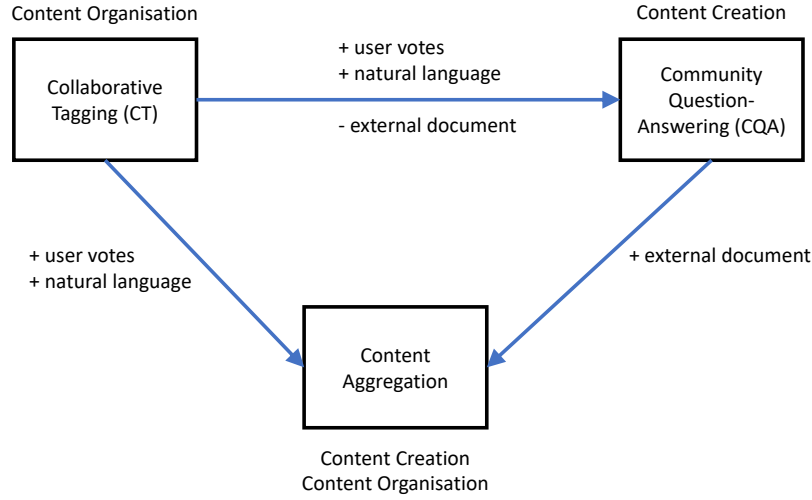 Content Organisation
Content Creation
Collaborative
Tagging (CT)
+ user votes
+ natural language
- external document
Community
Question-
Answering (CQA)
+ user votes
+ natural language
+ external document
Content
Aggregation
Content Creation
Content Organisation